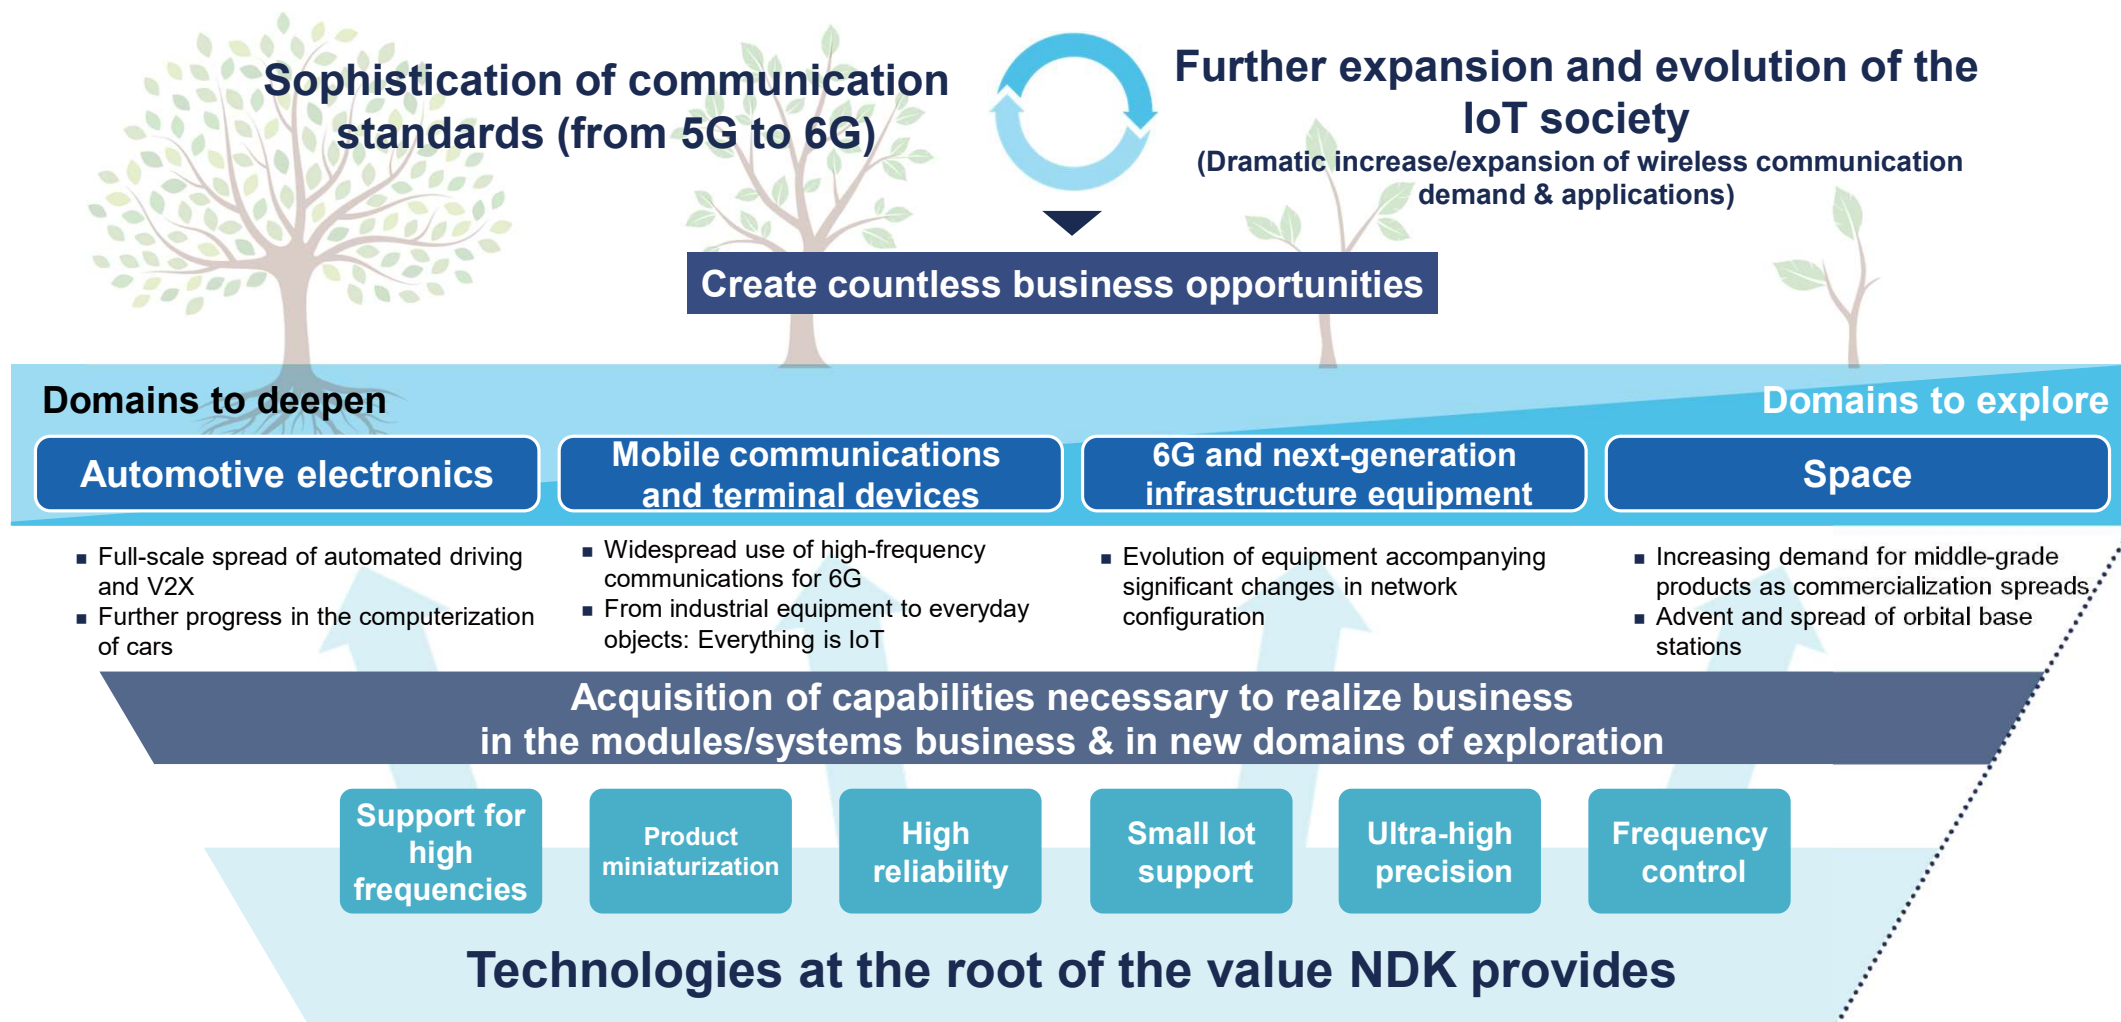 Sophistication of communication
standards (from 5G to 6G)
Further expansion and evolution of the
IoT society
(Dramatic increase/expansion of wireless communication
demand & applications)
Create countless business opportunities
Domains to deepen
Domains to explore
Automotive electronics
Mobile communications
and terminal devices
6G and next-generation
infrastructure equipment
Space
▪ Full-scale spread of automated driving
and V2X
▪ Further progress in the computerization
of cars
▪ Widespread use of high-frequency
communications for 6G
▪ From industrial equipment to everyday
objects: Everything is IoT
▪ Evolution of equipment accompanying
significant changes in network
configuration
▪ Increasing demand for middle-grade
products as commercialization spreads
▪ Advent and spread of orbital base
stations
Acquisition of capabilities necessary to realize business
in the modules/systems business & in new domains of exploration
Support for
high
frequencies
Product
miniaturization
High
reliability
Small lot
support
Ultra-high
precision
Frequency
control
Technologies at the root of the value NDK provides